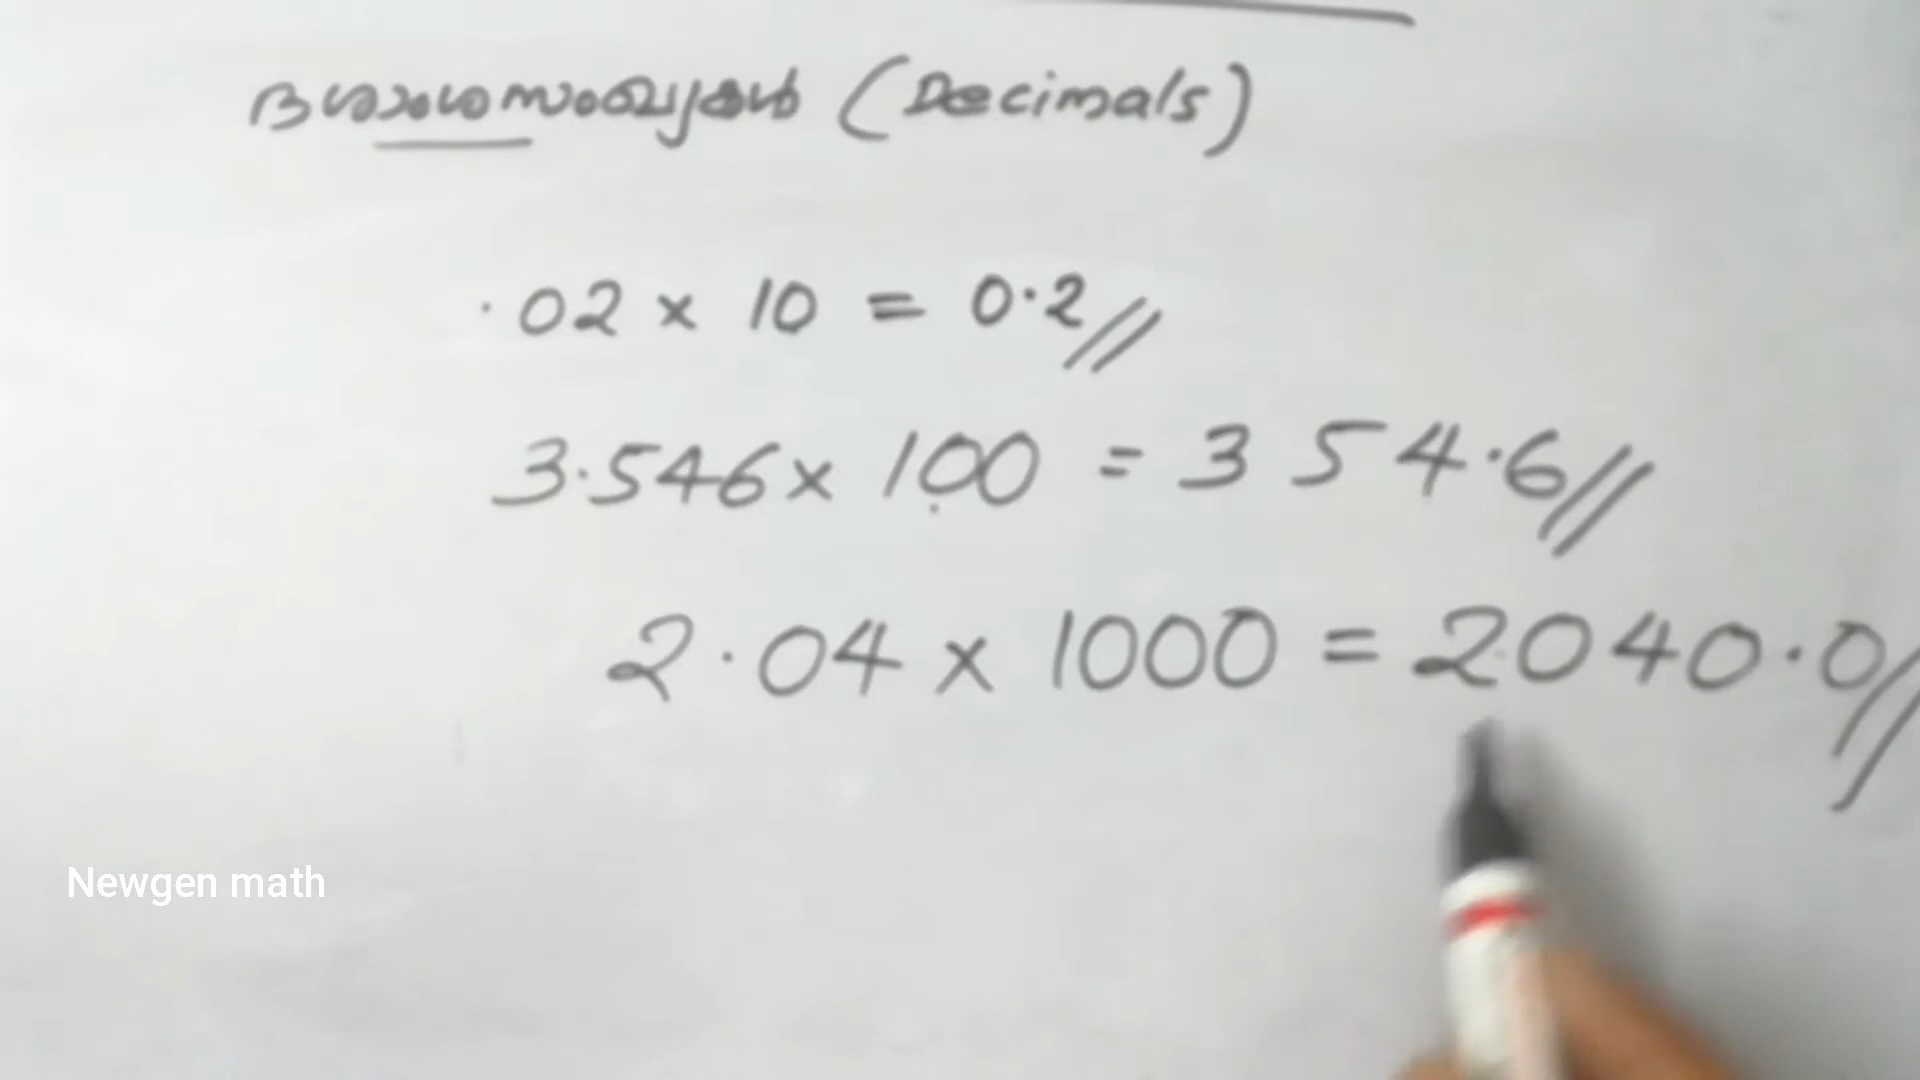 ദശാംശസംഖ്യകൾ (Decimals)
.02 × 10 = 0.2//
3.546 × 100 = 354.6//
2.04 × 1000 = 2040.0//
Newgen math